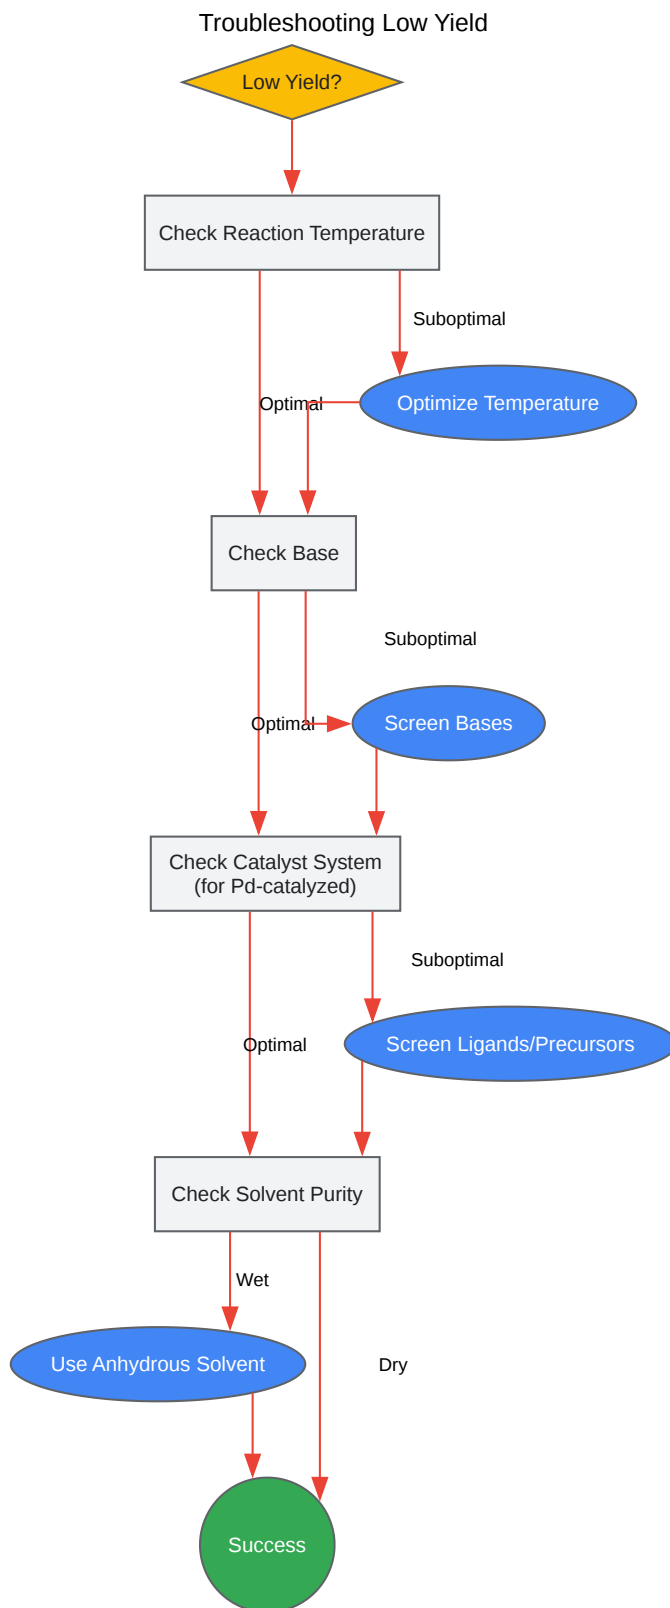 Troubleshooting Low Yield
Low Yield?
Check Reaction Temperature
Suboptimal
Optimal
Optimize Temperature
Check Base
Suboptimal
Optimal
Screen Bases
Check Catalyst System
(for Pd-catalyzed)
Suboptimal
Optimal
Screen Ligands/Precursors
Check Solvent Purity
Wet
Use Anhydrous Solvent
Dry
Success